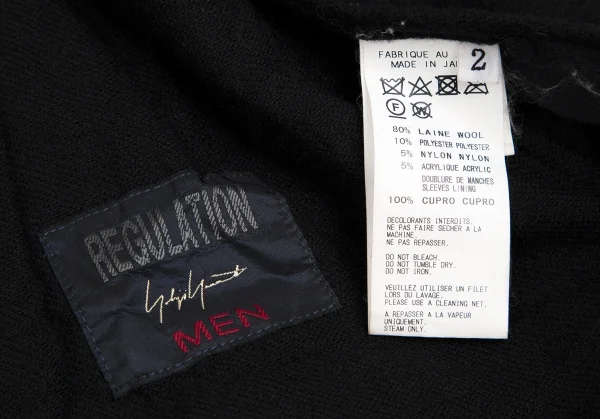 REGULATION
Yohji Yamamoto
MEN
FABRIQUE AU
MADE IN JA
2
F
W
80% LAINE WOOL
10% POLYESTER POLYESTER
5% NYLON NYLON
5% ACRYLIQUE ACRYLIC
DOUBLURE DE MANCHES
SLEEVES LINING
100% CUPRO CUPRO
DECOLORANTS INTERDITS.
NE PAS FAIRE SÉCHER A LA
MACHINE.
NE PAS REPASSER.
DO NOT BLEACH.
DO NOT TUMBLE DRY.
DO NOT IRON.
VEUILLEZ UTILISER UN FILET
LORS DU LAVAGE.
PLEASE USE A CLEANING NET.
A REPASSER A LA VAPEUR
UNIQUEMENT.
STEAM ONLY.